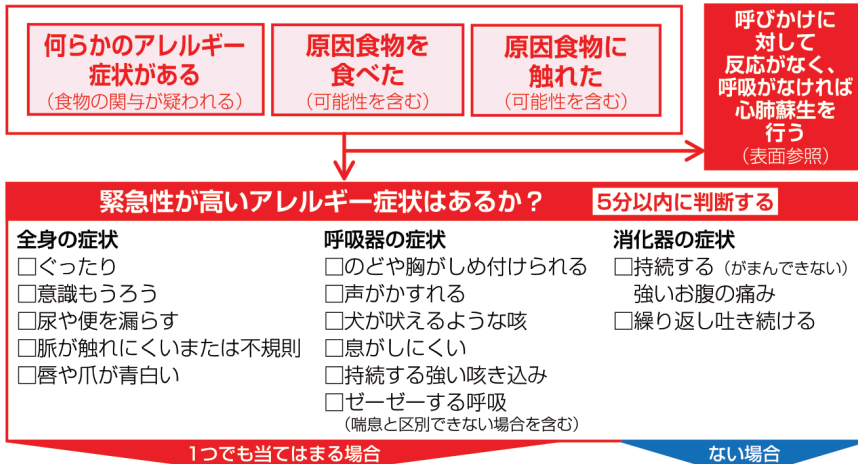 何らかのアレルギー
症状がある
（食物の関与が疑われる）
原因食物を
食べた
（可能性を含む）
原因食物に
触れた
（可能性を含む）
呼びかけに
対して
反応がなく、
呼吸がなければ
心肺蘇生を
行う
（表面参照）
緊急性が高いアレルギー症状はあるか？ 5分以内に判断する
全身の症状
□ぐったり
□意識もうろう
□尿や便を漏らす
□脈が触れにくいまたは不規則
□唇や爪が青白い
呼吸器の症状
□のどや胸がしめ付けられる
□声がかすれる
□犬が吠えるような咳
□息がしにくい
□持続する強い咳き込み
□ゼーゼーする呼吸
（喘息と区別できない場合を含む）
消化器の症状
□持続する（がまんできない）
強いお腹の痛み
□繰り返し吐き続ける
1つでも当てはまる場合
ない場合